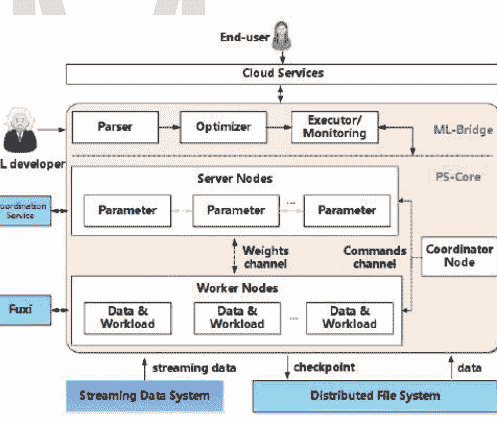 End-user
Cloud Services
Parser
Optimizer
Executor/
Monitoring
ML-Bridge
L developer
PS-Core
Server Nodes
Parameter
Parameter
...
Parameter
oordination
Service
Weights
channel
Commands
channel
Coordinator
Node
Worker Nodes
Fuxi
Data &
Workload
Data &
Workload
...
Data &
Workload
streaming data
checkpoint
data
Streaming Data System
Distributed File System